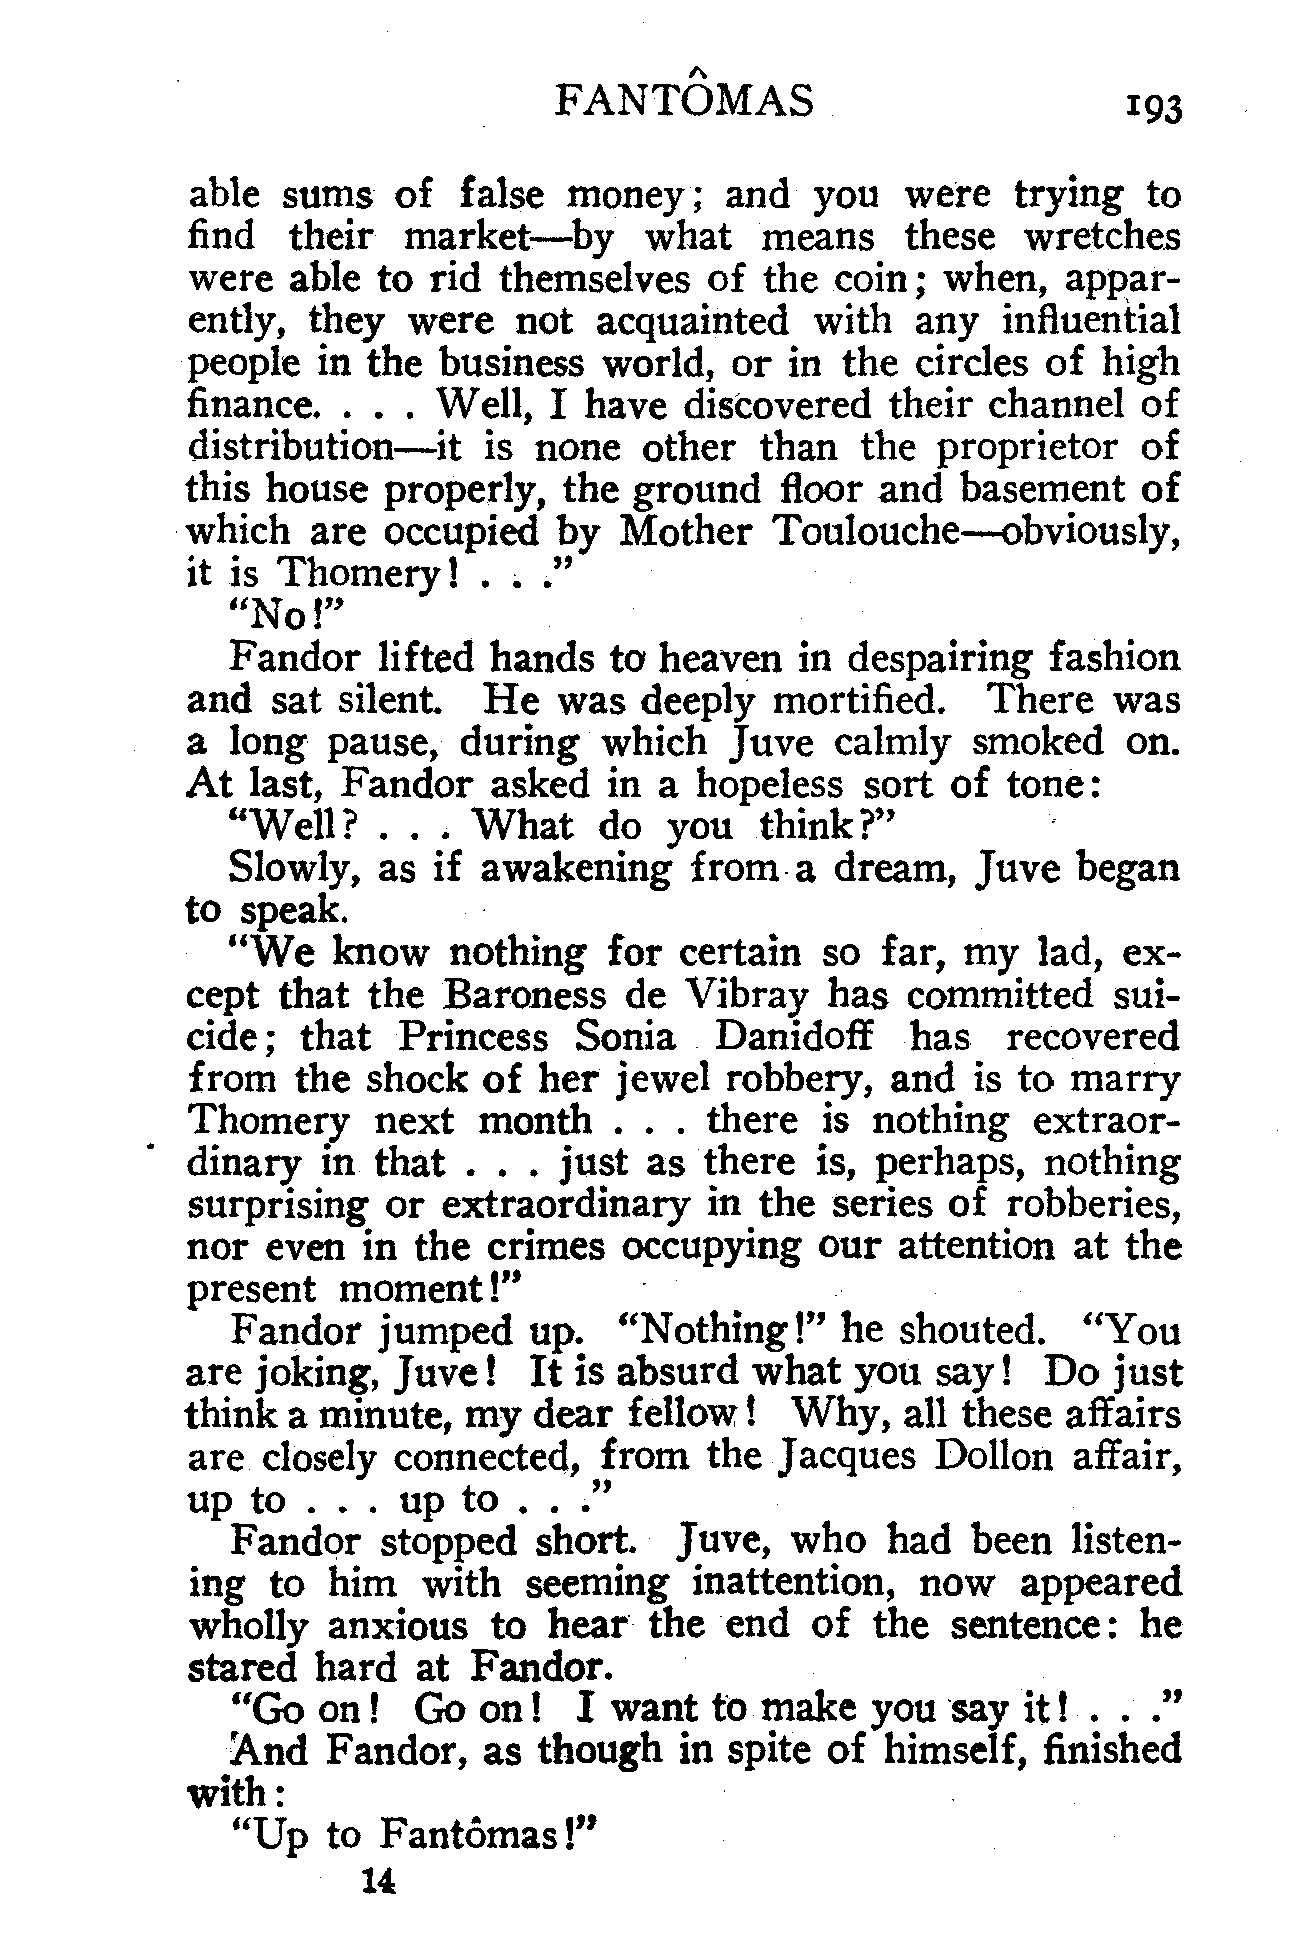 FANTÔMAS 193
able sums of false money; and you were trying to
find their market—by what means these wretches
were able to rid themselves of the coin; when, appar-
ently, they were not acquainted with any influential
people in the business world, or in the circles of high
finance. . . . Well, I have discovered their channel of
distribution—it is none other than the proprietor of
this house properly, the ground floor and basement of
which are occupied by Mother Toulouche—obviously,
it is Thomery! . . ."
"No!"
Fandor lifted hands to heaven in despairing fashion
and sat silent. He was deeply mortified. There was
a long pause, during which Juve calmly smoked on.
At last, Fandor asked in a hopeless sort of tone:
"Well? . . . What do you think?"
Slowly, as if awakening from a dream, Juve began
to speak.
"We know nothing for certain so far, my lad, ex-
cept that the Baroness de Vibray has committed sui-
cide; that Princess Sonia Danidoff has recovered
from the shock of her jewel robbery, and is to marry
Thomery next month . . . there is nothing extraor-
dinary in that . . . just as there is, perhaps, nothing
surprising or extraordinary in the series of robberies,
nor even in the crimes occupying our attention at the
present moment!"
Fandor jumped up. "Nothing!" he shouted. "You
are joking, Juve! It is absurd what you say! Do just
think a minute, my dear fellow! Why, all these affairs
are closely connected, from the Jacques Dollon affair,
up to . . . up to . . ."
Fandor stopped short. Juve, who had been listen-
ing to him with seeming inattention, now appeared
wholly anxious to hear the end of the sentence: he
stared hard at Fandor.
"Go on! Go on! I want to make you say it! . . ."
And Fandor, as though in spite of himself, finished
with:
"Up to Fantômas!"
14